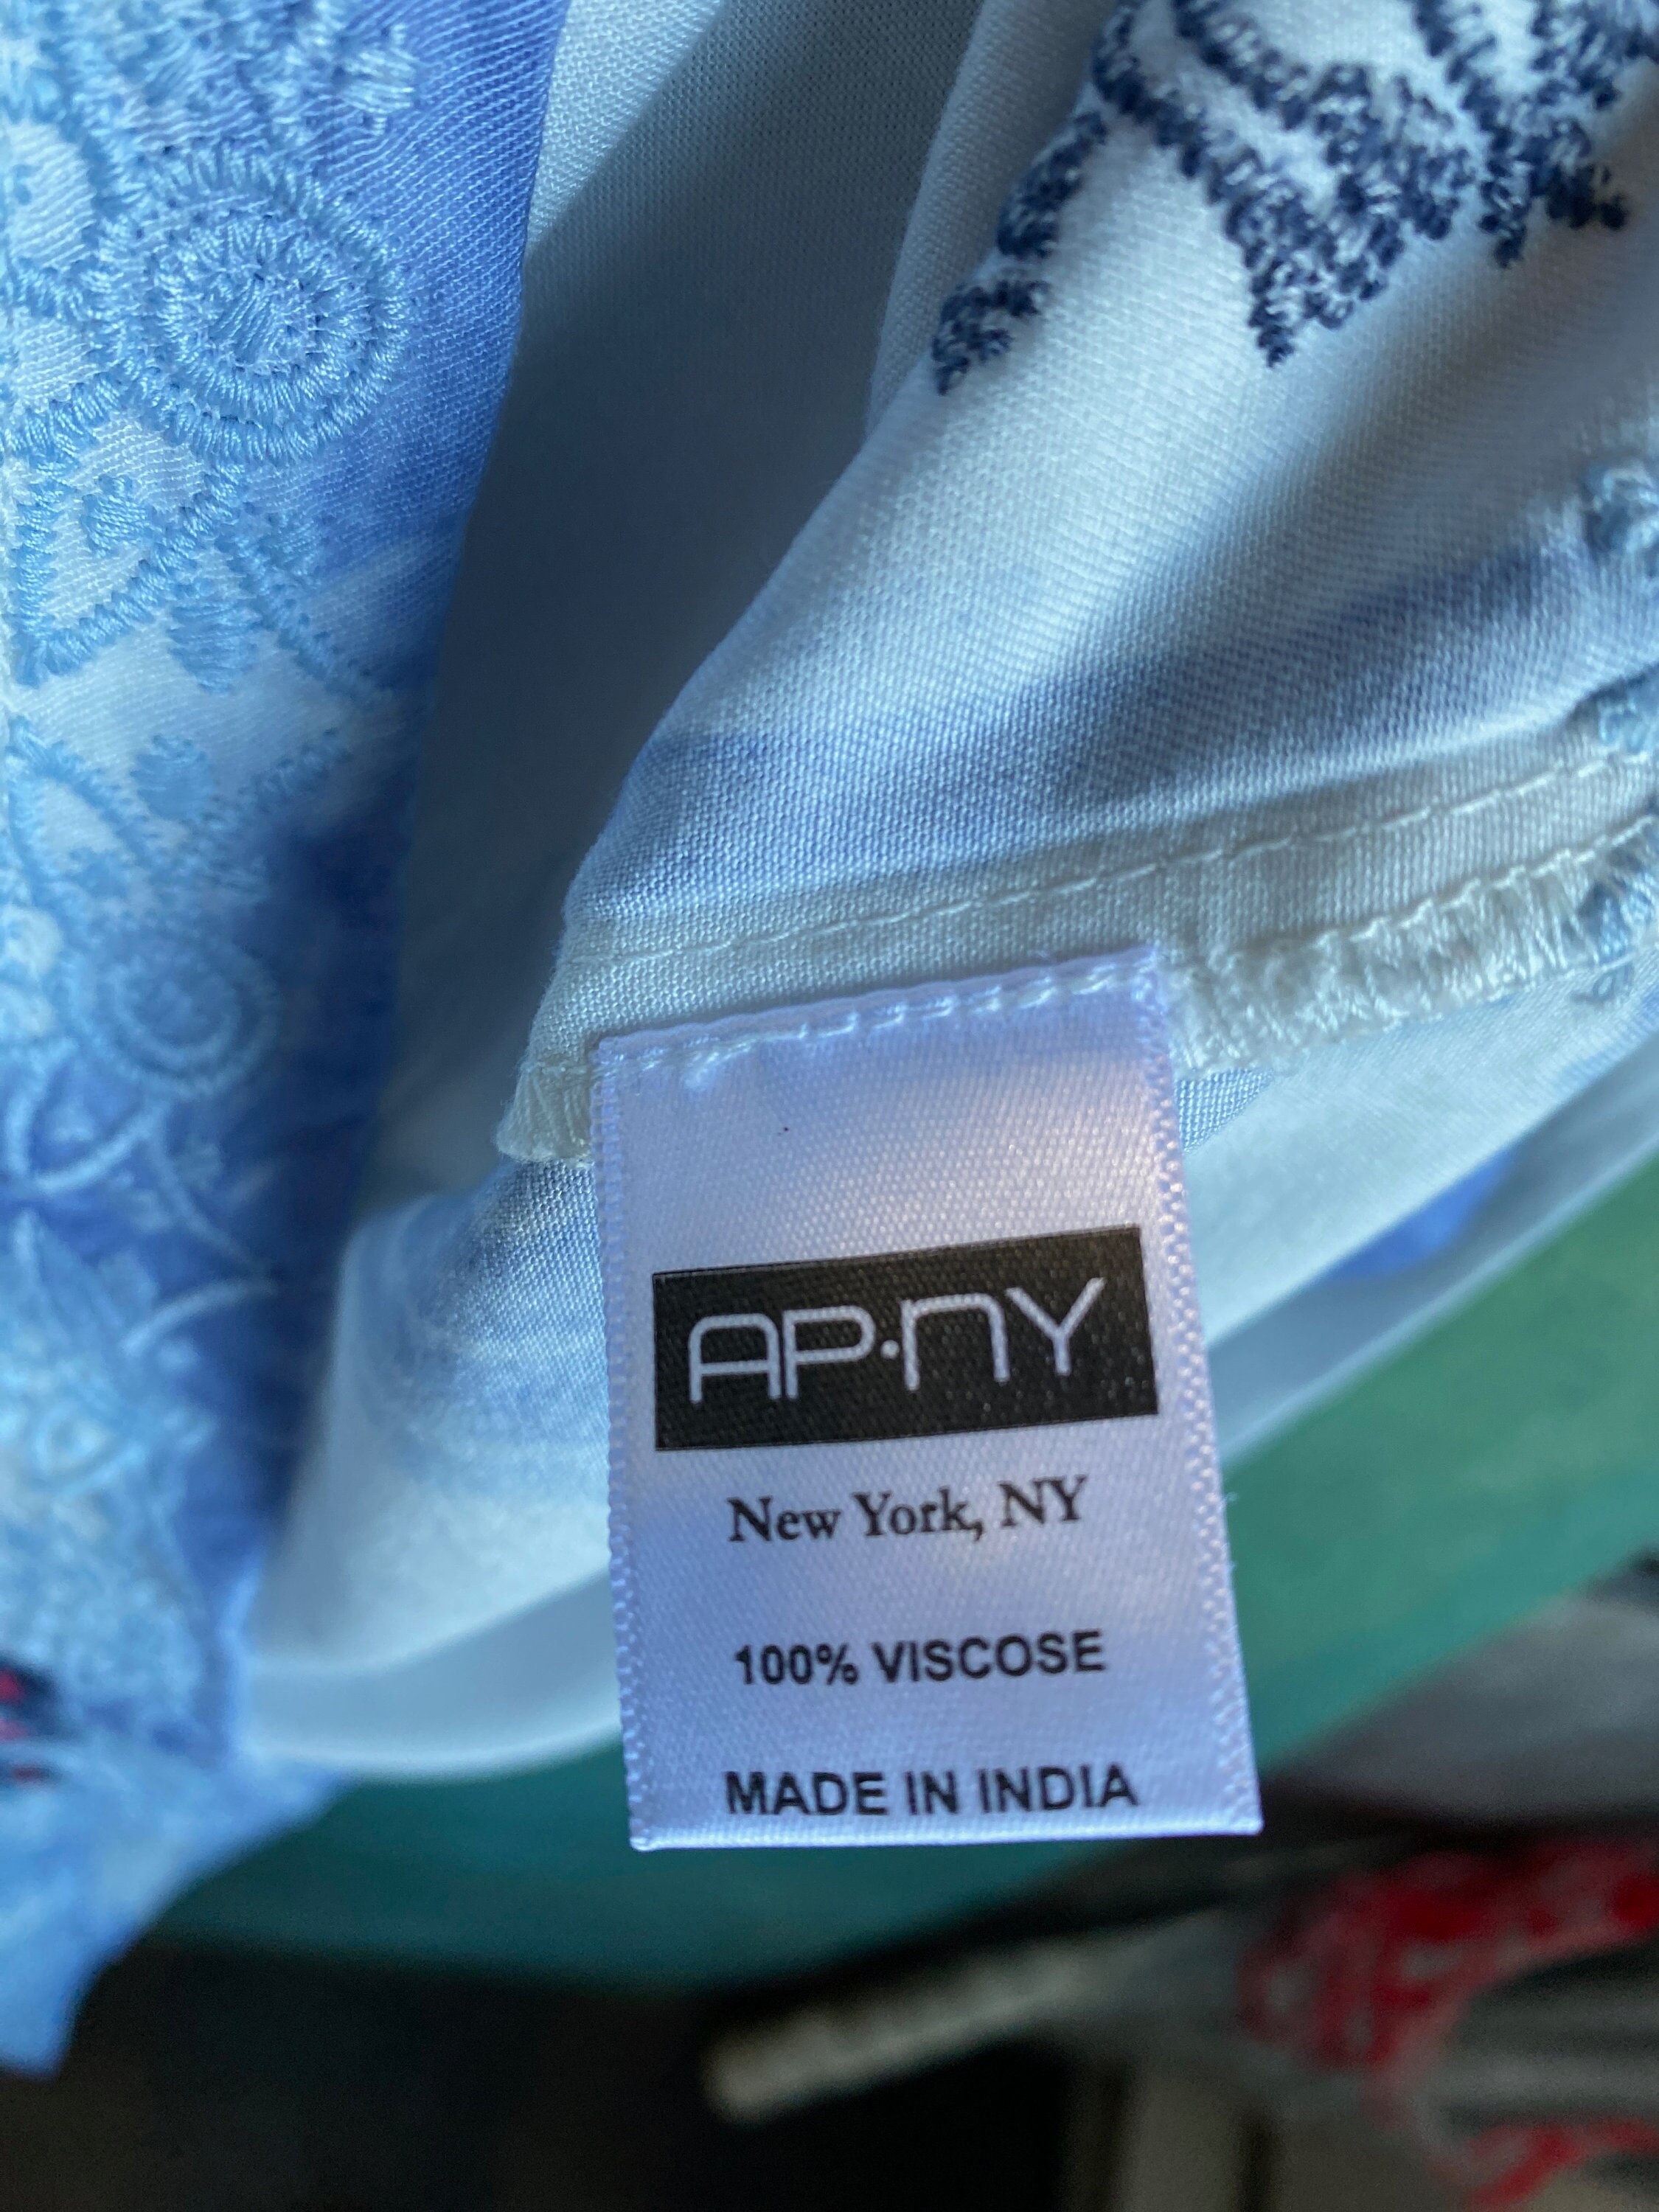 AP·NY
New York, NY
100% VISCOSE
MADE IN INDIA